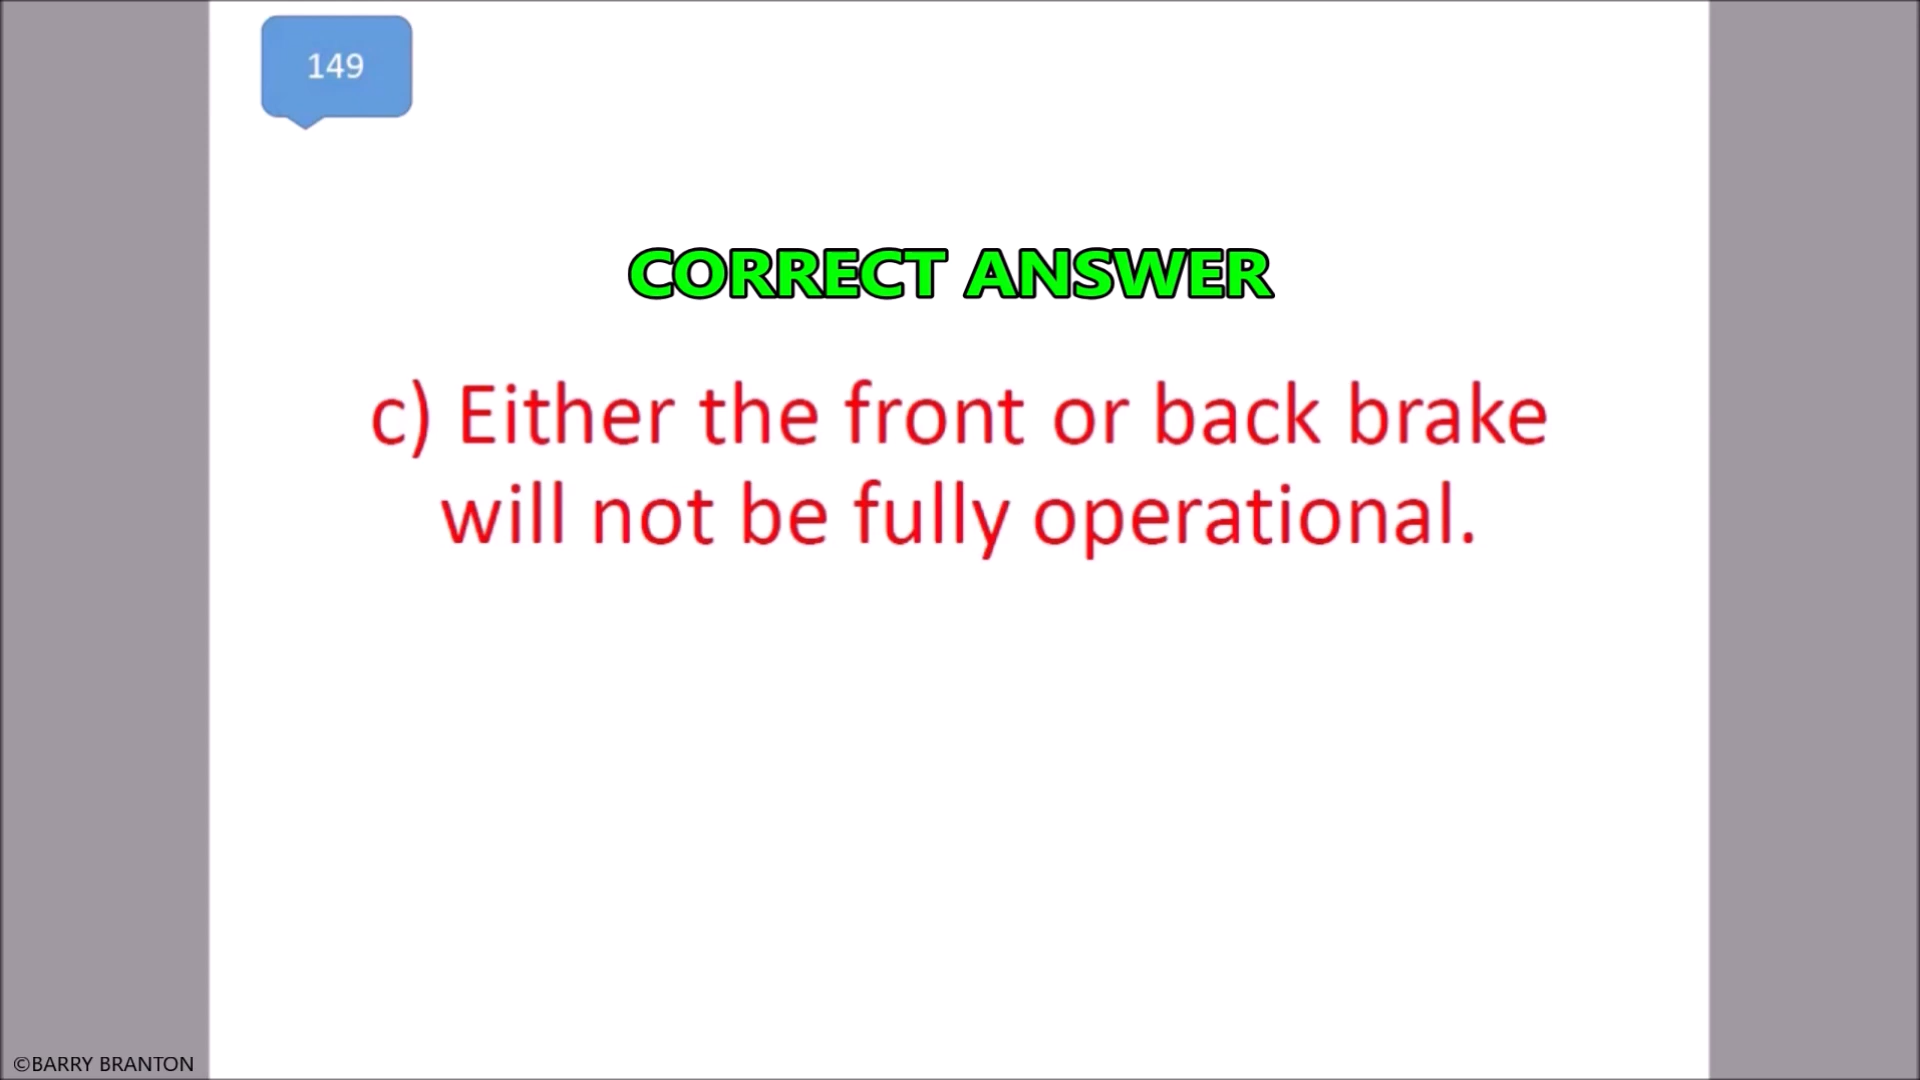 149
CORRECT ANSWER
c) Either the front or back brake
will not be fully operational.
©BARRY BRANTON